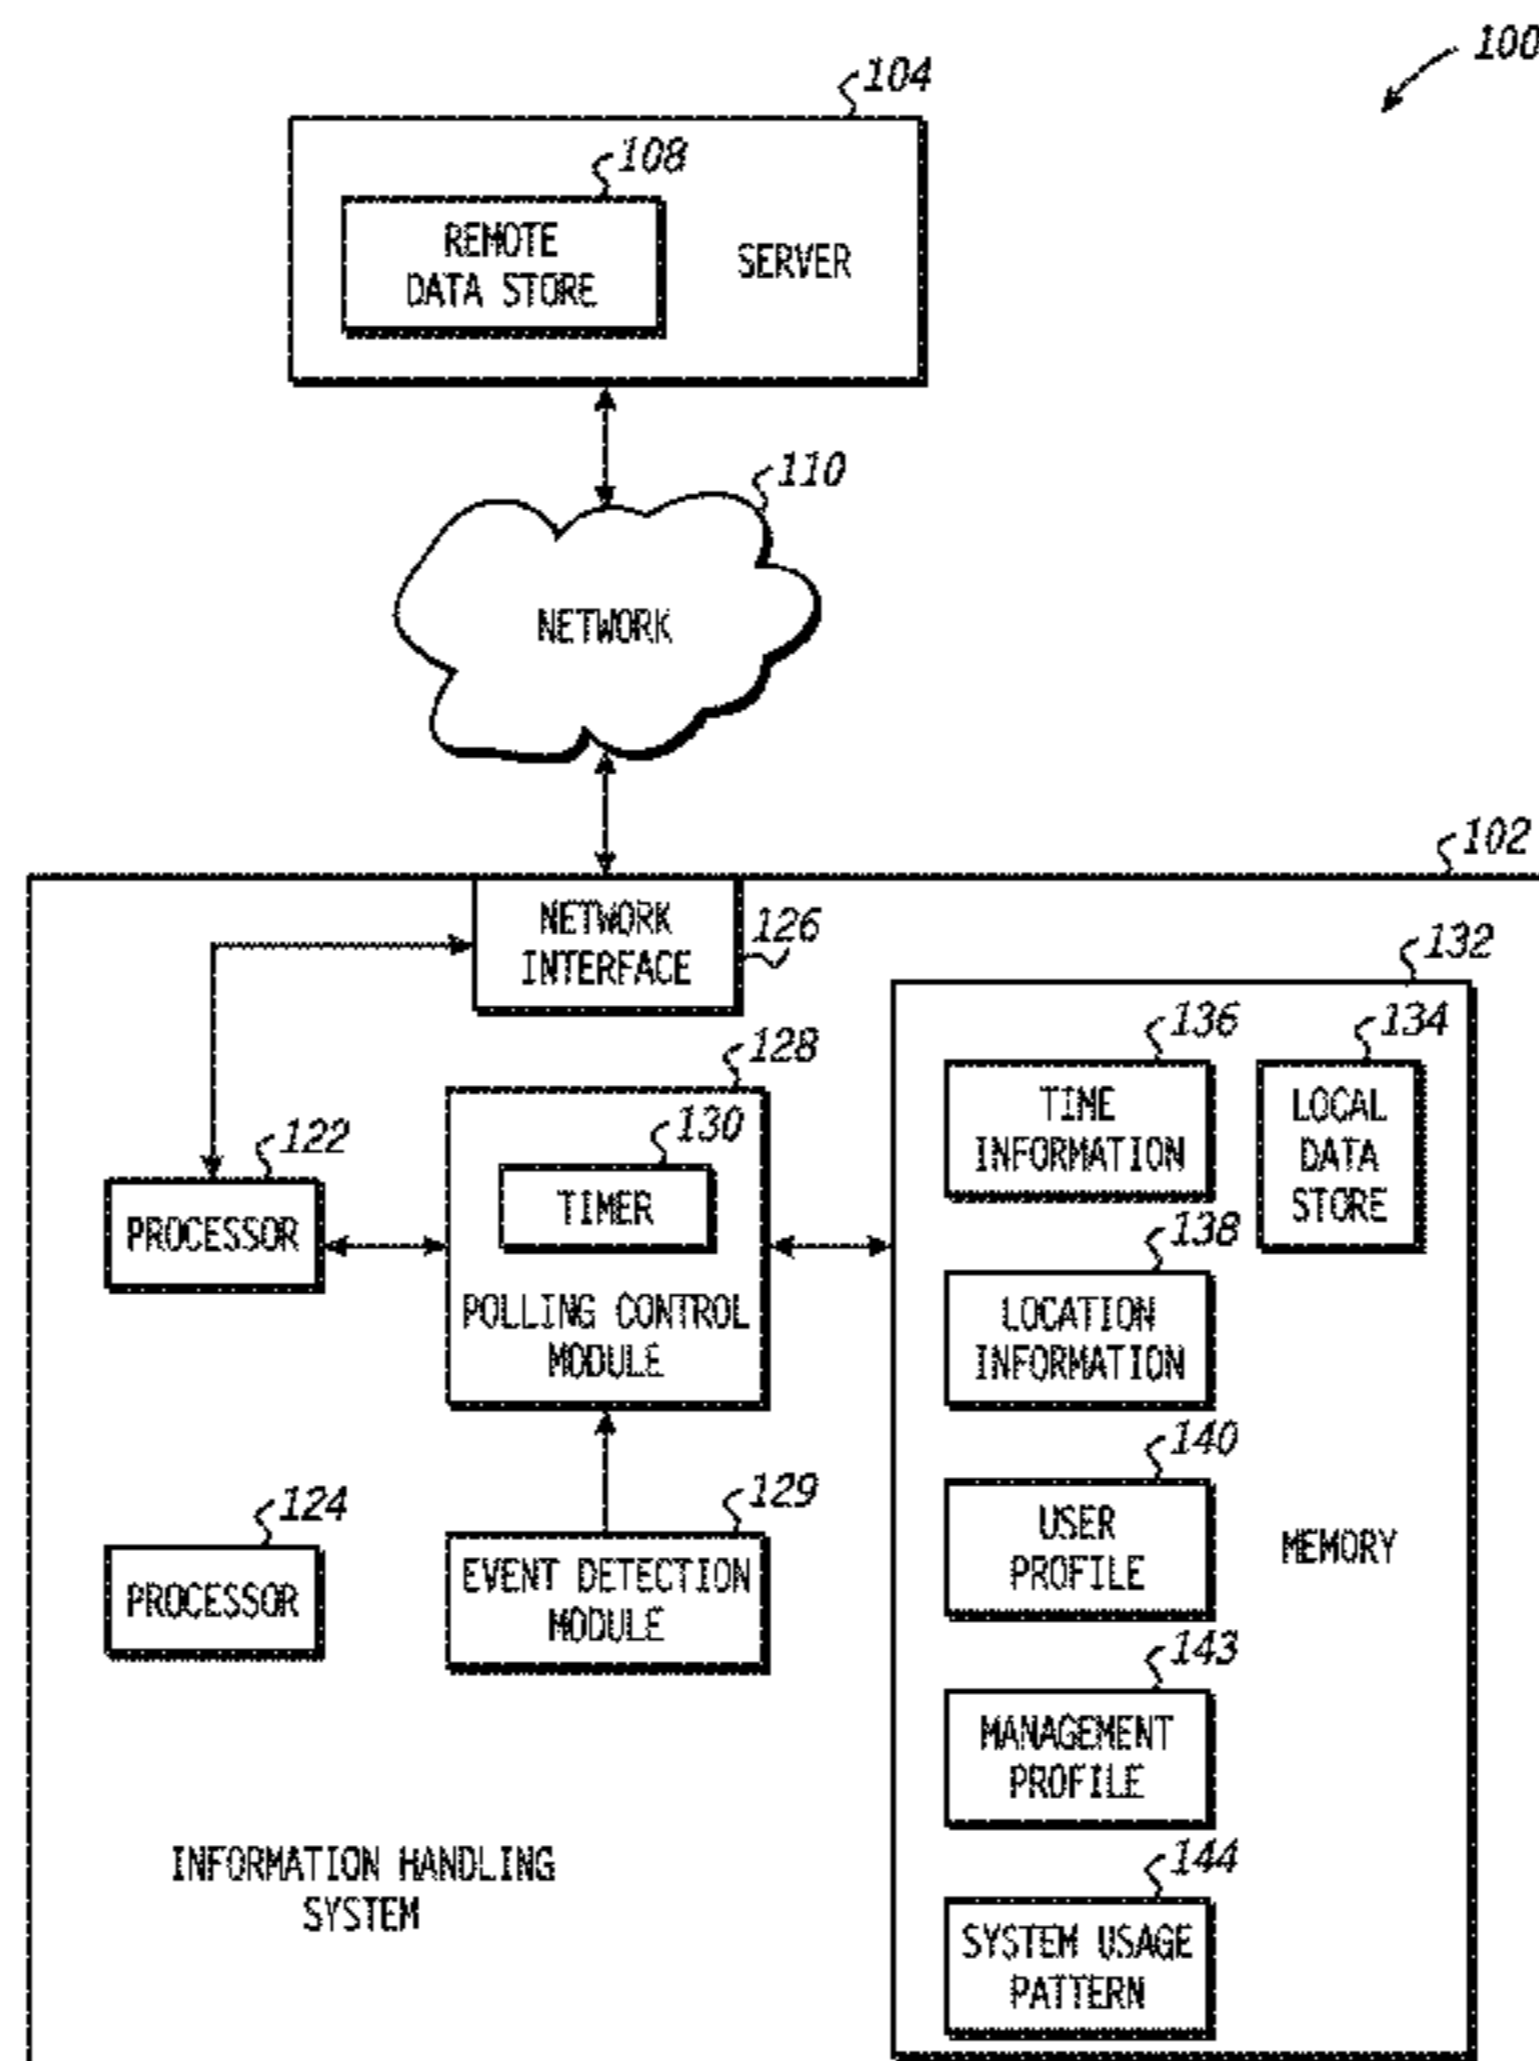 100
104
108
REMOTE
DATA STORE
SERVER
110
NETWORK
102
NETWORK
INTERFACE
126
132
128
136
134
130
TIME
INFORMATION
LOCAL
DATA
STORE
122
TIMER
PROCESSOR
138
POLLING CONTROL
MODULE
LOCATION
INFORMATION
140
124
129
USER
PROFILE
MEMORY
PROCESSOR
EVENT DETECTION
MODULE
143
MANAGEMENT
PROFILE
INFORMATION HANDLING
SYSTEM
144
SYSTEM USAGE
PATTERN